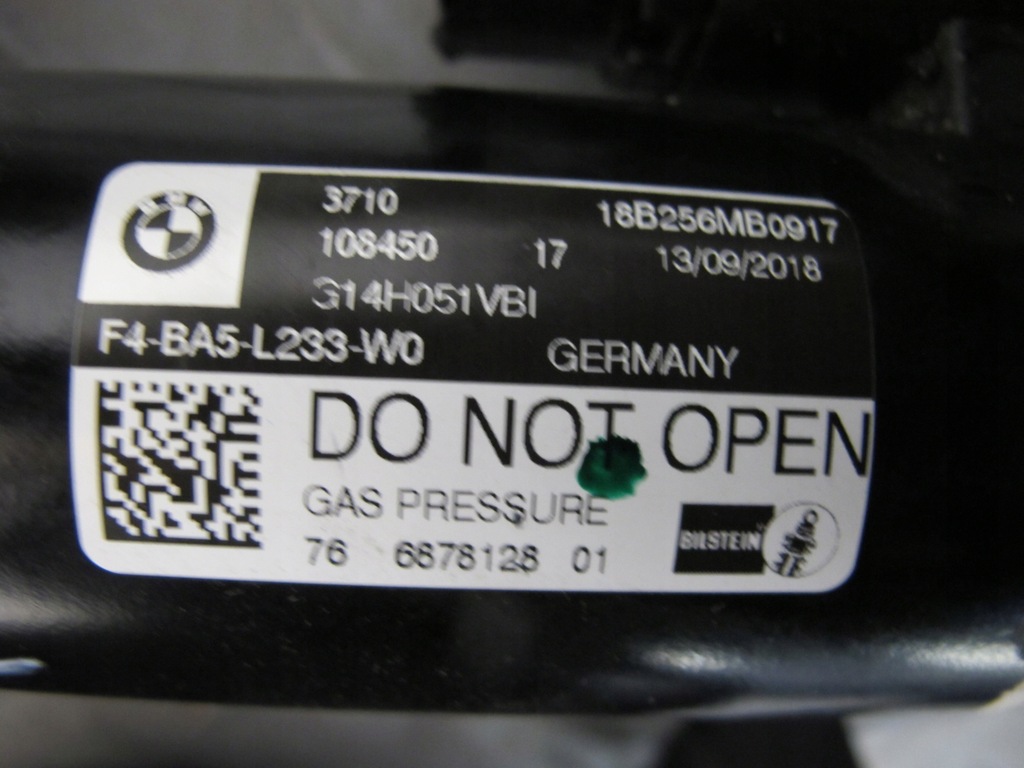 BMW
3710 18B256MB0917
108450 17 13/09/2018
G14H051VBI
F4-BA5-L233-W0 GERMANY
DO NOT OPEN
GAS PRESSURE
76 6878128 01
BILSTEIN